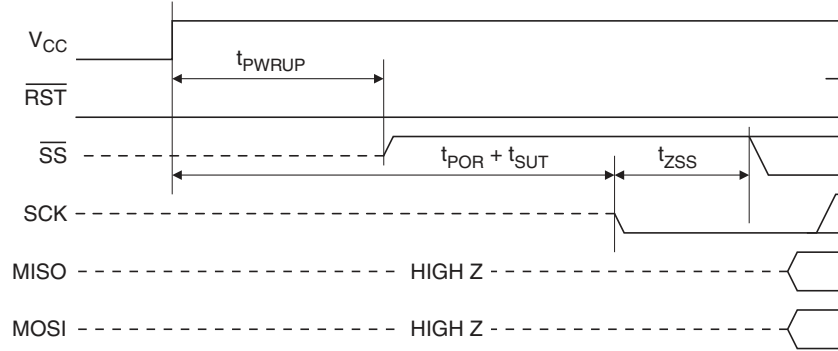 VCC
tPWRUP
RST
SS
tPOR + tSUT
tZSS
SCK
MISO
HIGH Z
MOSI
HIGH Z